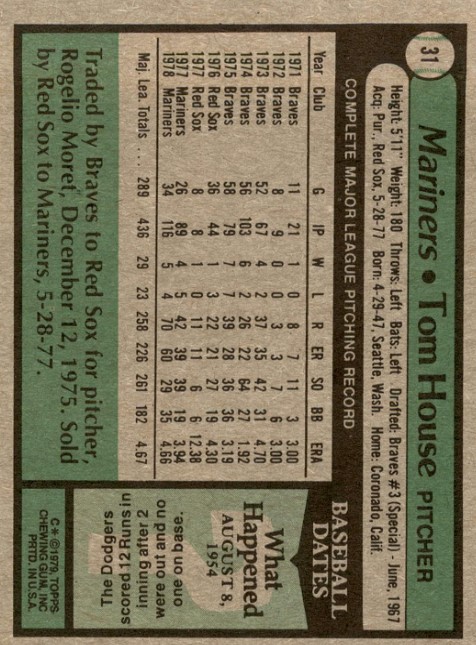 31
Mariners • Tom House PITCHER
Height: 5'11" Weight: 180 Throws: Left Bats: Left Drafted: Braves #3 (Special) - June, 1967
Acq: Pur., Red Sox, 5-28-77 Born: 4-29-47, Seattle, Wash. Home: Coronado, Calif.
COMPLETE MAJOR LEAGUE PITCHING RECORD
Year Club G IP W L R ER SO BB ERA
1971 Braves 11 21 1 0 8 7 11 3 3.00
1972 Braves 8 9 0 0 3 3 7 6 3.00
1973 Braves 52 67 4 2 37 35 42 31 4.70
1974 Braves 56 103 6 2 26 22 64 27 1.92
1975 Braves 58 79 7 7 39 28 36 36 3.19
1976 Red Sox 36 44 1 3 22 21 27 19 4.30
1977 Red Sox 8 8 1 0 11 11 6 6 12.38
1977 Mariners 26 89 4 5 42 39 39 19 3.94
1978 Mariners 34 116 5 4 70 60 29 35 4.66
Maj. Lea. Totals . . . 289 436 29 23 258 226 261 182 4.67
Traded by Braves to Red Sox for pitcher,
Rogelio Moret, December 12, 1975. Sold
by Red Sox to Mariners, 5-28-77.
BASEBALL
DATES
What
Happened
AUGUST 8,
1954
The Dodgers
scored 12 Runs in
inning after 2
were out and no
one on base.
C★©1979 TOPPS
CHEWING GUM, INC
PRTD. IN U.S.A.